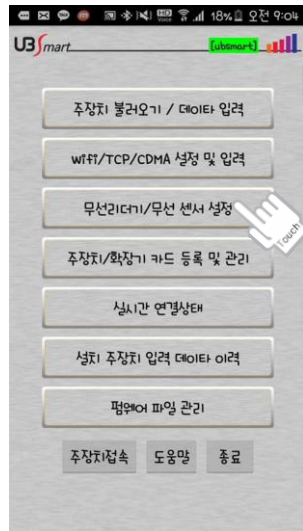 18% 오전 9:04
UBSmart [ubsmart]
주장치 불러오기 / 데이타 입력
Wifi/TCP/CDMA 설정 및 입력
무선리더기/무선 센서 설정
Touch
주장치/확장기 카드 등록 및 관리
실시간 연결상태
설치 주장치 입력 데이타 이력
펌웨어 파일 관리
주장치접속 도움말 종료